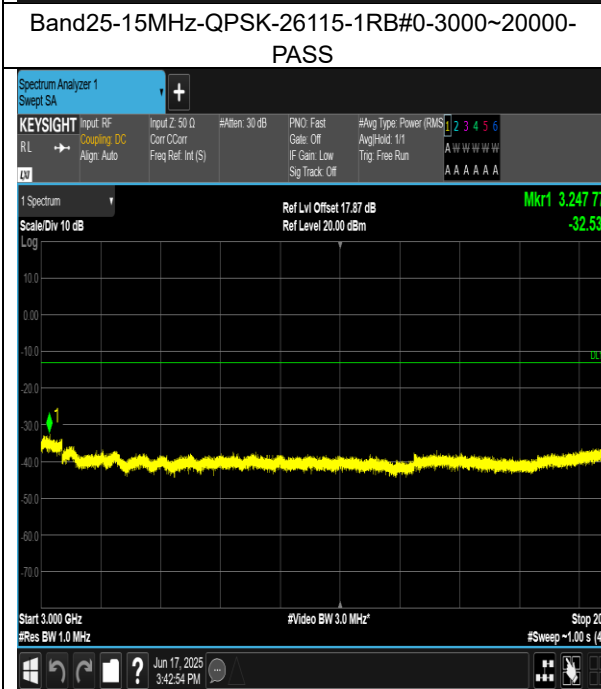 Band25-15MHz-QPSK-26115-1RB#0-3000~20000-
PASS
Spectrum Analyzer 1
Swept SA
+
KEYSIGHT
RL
LXI
Input: RF
Coupling: DC
Align: Auto
Input Z: 50 Ω
Corr CCorr
Freq Ref: Int (S)
#Atten: 30 dB
PNO: Fast
Gate: Off
IF Gain: Low
Sig Track: Off
#Avg Type: Power (RMS
Avg|Hold: 1/1
Trig: Free Run
1 2 3 4 5 6
A W W W W W
A A A A A A
1 Spectrum
Scale/Div 10 dB
Log
Ref Lvl Offset 17.87 dB
Ref Level 20.00 dBm
Mkr1 3.247 77
-32.53
10.0
0.00
-10.0
DL1
-20.0
-30.0
1
-40.0
-50.0
-60.0
-70.0
Start 3.000 GHz
#Res BW 1.0 MHz
#Video BW 3.0 MHz*
Stop 20
#Sweep ~1.00 s (4
?
Jun 17, 2025
3:42:54 PM